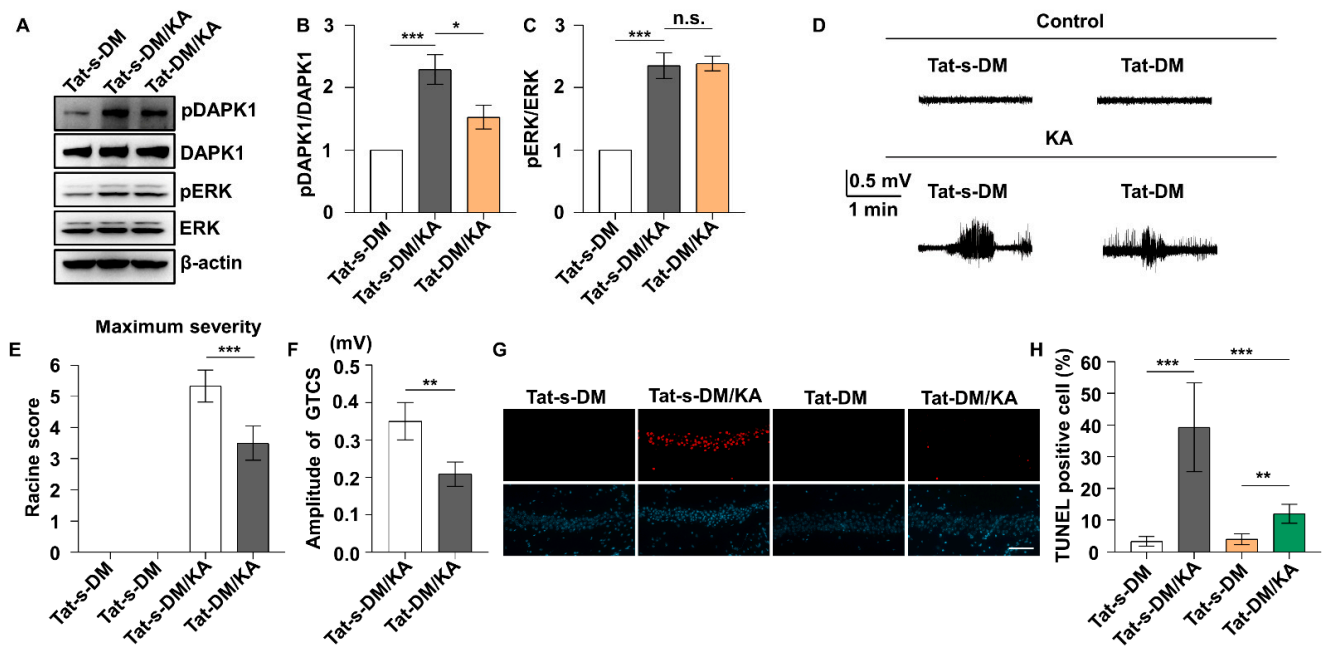 A
Tat-s-DM
Tat-s-DM/KA
Tat-DM/KA
pDAPK1
DAPK1
pERK
ERK
β-actin
B
pDAPK1/DAPK1
3
2
1
0
***
*
Tat-s-DM
Tat-s-DM/KA
Tat-DM/KA
C
pERK/ERK
3
2
1
0
***
n.s.
Tat-s-DM
Tat-s-DM/KA
Tat-DM/KA
D
Control
Tat-s-DM
Tat-DM
KA
0.5 mV
1 min
Tat-s-DM
Tat-DM
E
Maximum severity
Racine score
6
5
4
3
2
1
0
***
Tat-s-DM
Tat-s-DM
Tat-s-DM/KA
Tat-DM/KA
F
(mV)
Amplitude of GTCS
0.5
0.4
0.3
0.2
0.1
0.0
**
Tat-s-DM/KA
Tat-DM/KA
G
Tat-s-DM
Tat-s-DM/KA
Tat-DM
Tat-DM/KA
H
TUNEL positive cell (%)
60
50
40
30
20
10
0
***
***
**
Tat-s-DM
Tat-s-DM/KA
Tat-s-DM
Tat-DM/KA